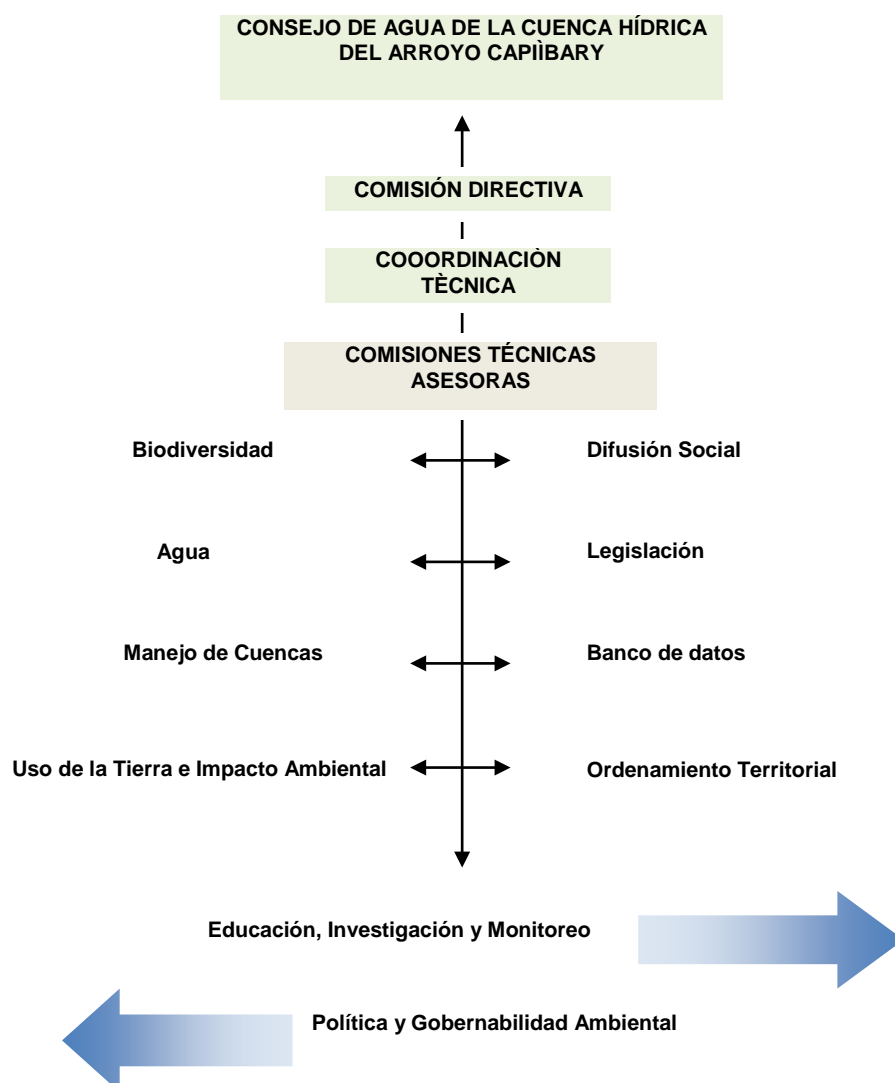 CONSEJO DE AGUA DE LA CUENCA HÍDRICA
DEL ARROYO CAPIÌBARY
COMISIÓN DIRECTIVA
COOORDINACIÒN
TÈCNICA
COMISIONES TÉCNICAS
ASESORAS
Biodiversidad
Difusión Social
Agua
Legislación
Manejo de Cuencas
Banco de datos
Uso de la Tierra e Impacto Ambiental
Ordenamiento Territorial
Educación, Investigación y Monitoreo
Política y Gobernabilidad Ambiental